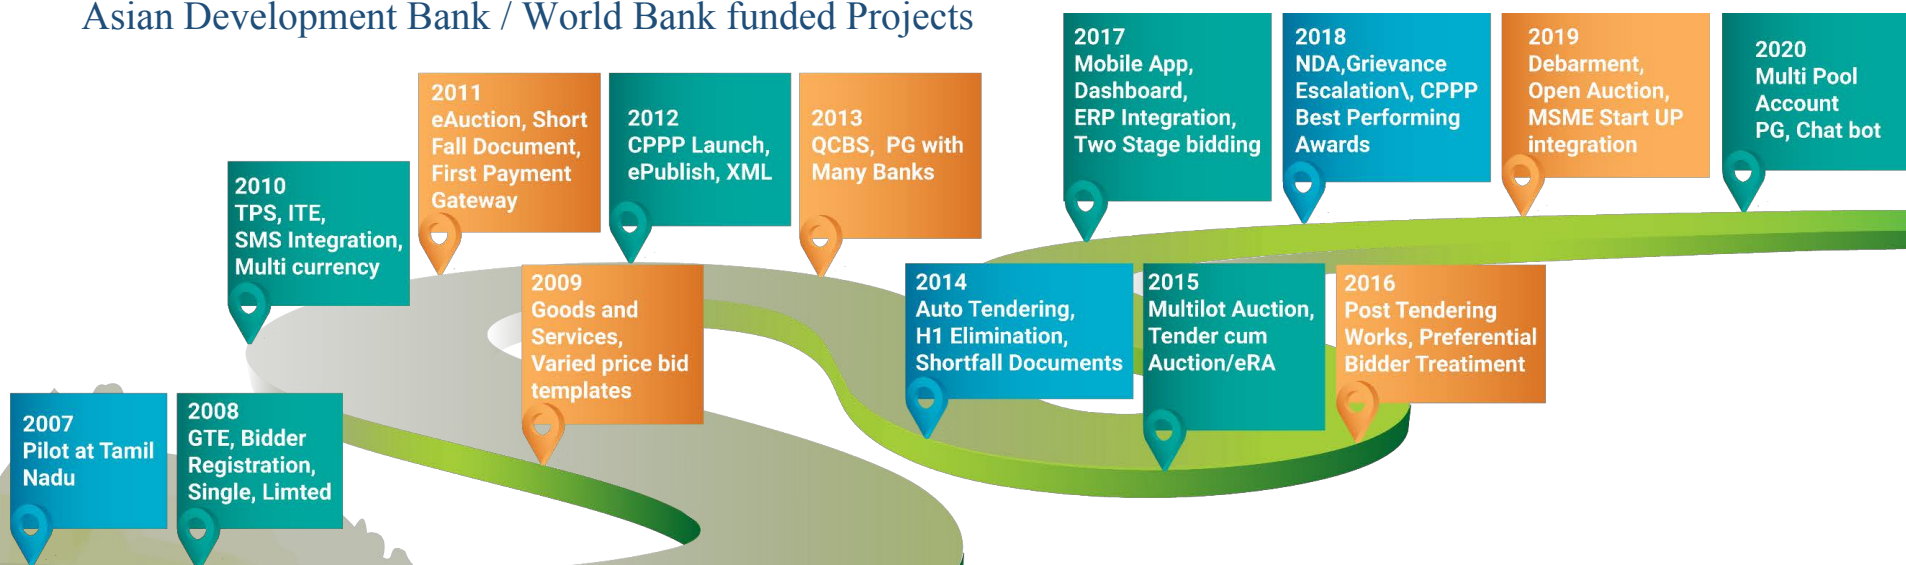 Asian Development Bank / World Bank funded Projects
2007
Pilot at Tamil
Nadu
2008
GTE, Bidder
Registration,
Single, Limted
2009
Goods and
Services,
Varied price bid
templates
2010
TPS, ITE,
SMS Integration,
Multi currency
2011
eAuction, Short
Fall Document,
First Payment
Gateway
2012
CPPP Launch,
ePublish, XML
2013
QCBS, PG with
Many Banks
2014
Auto Tendering,
H1 Elimination,
Shortfall Documents
2015
Multilot Auction,
Tender cum
Auction/eRA
2016
Post Tendering
Works, Preferential
Bidder Treatiment
2017
Mobile App,
Dashboard,
ERP Integration,
Two Stage bidding
2018
NDA,Grievance
Escalation\, CPPP
Best Performing
Awards
2019
Debarment,
Open Auction,
MSME Start UP
integration
2020
Multi Pool
Account
PG, Chat bot